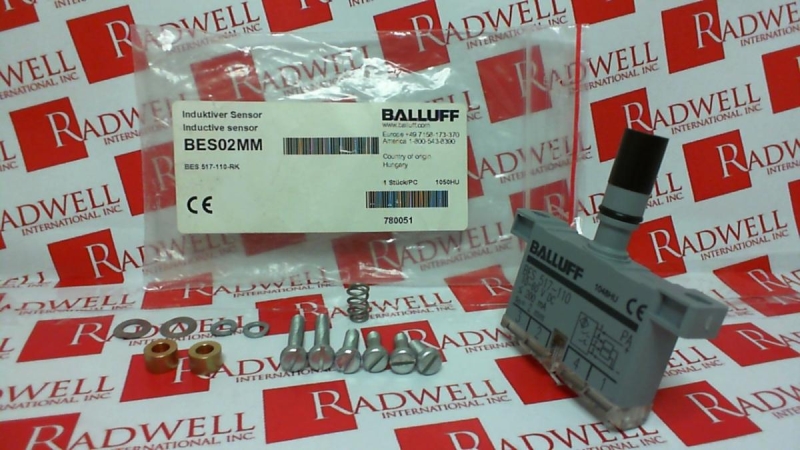 Induktiver Sensor
Inductive sensor
BES02MM
BES 517-110-RK
BALLUFF
www.balluff.com
Europe +49 7158-173-370
America 1-800-543-8390
Country of origin
Hungary
1 Stück/PC 1050HU
780051
CE
BALLUFF
BES 517-110
CE
PA
RADWELL
INTERNATIONAL, INC.